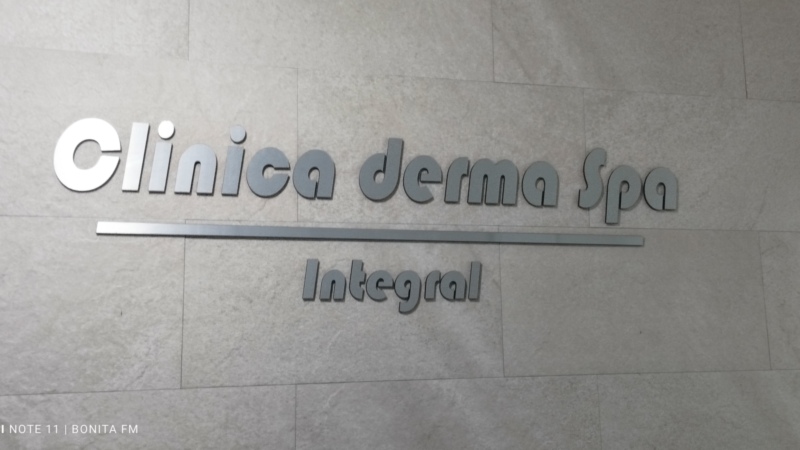 Clinica derma Spa
Integral
NOTE 11 | BONITA FM